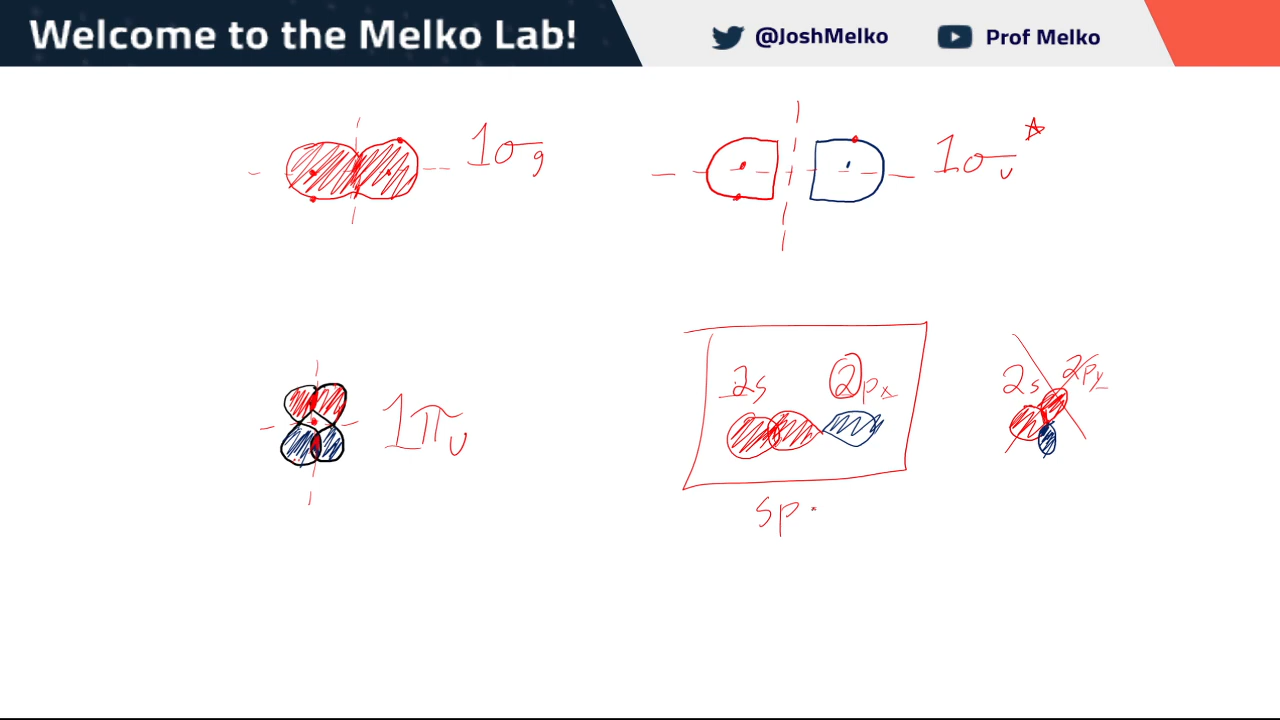 Welcome to the Melko Lab!
@JoshMelko
Prof Melko
1σg
1σu*
2s
2px
2s
2py
1πu
sp